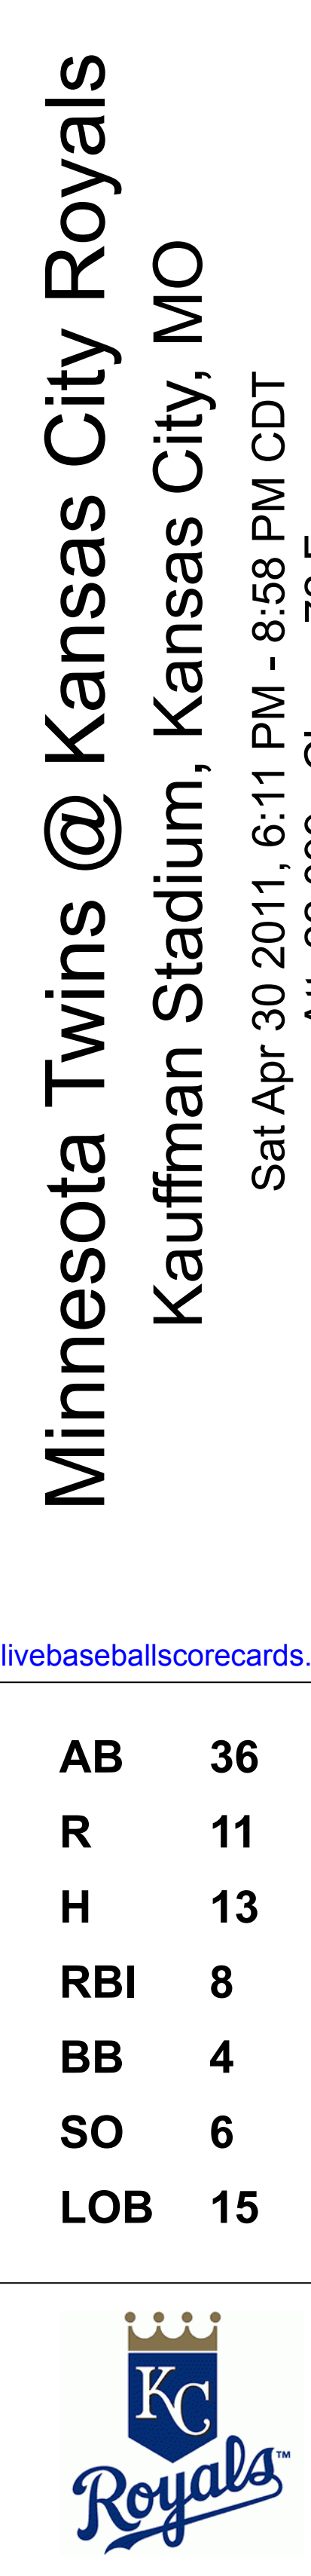 Minnesota Twins @ Kansas City Royals
Kauffman Stadium, Kansas City, MO
Sat Apr 30 2011, 6:11 PM - 8:58 PM CDT
livebaseballscorecards.
AB 36
R 11
H 13
RBI 8
BB 4
SO 6
LOB 15
KC
Royals™